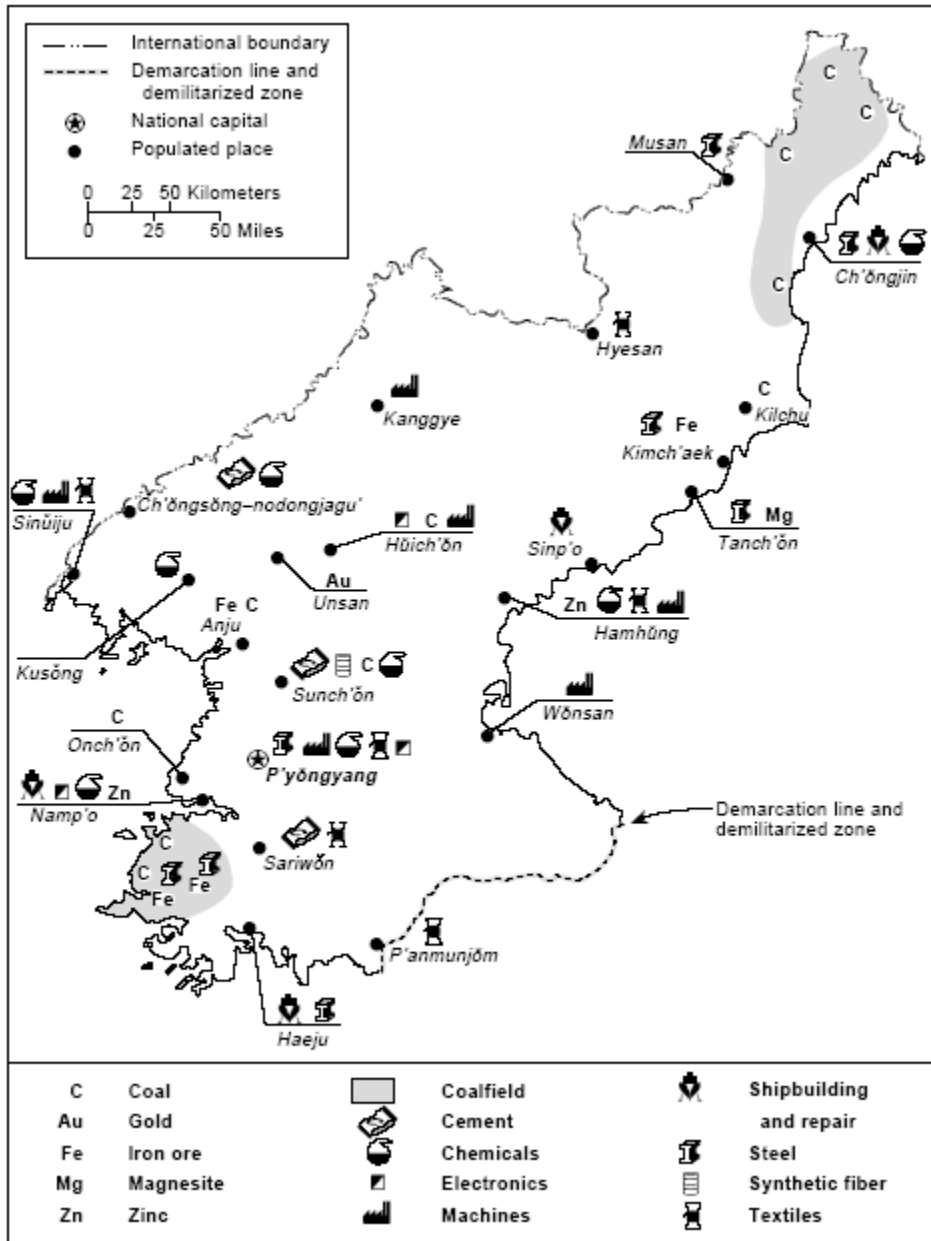 International boundary
Demarcation line and
demilitarized zone
National capital
Populated place
0 25 50 Kilometers
0 25 50 Miles
C
C
Musan
C
Ch'ŏngjin
C
Hyesan
C
Kilchu
Kanggye
Fe
Kimch'aek
Ch'ŏngsŏng–nodongjagu'
Sinŭiju
Mg
Tanch'ŏn
C
Hŭich'ŏn
Sinp'o
Au
Unsan
Zn
Hamhŭng
Fe C
Anju
Kusŏng
C
Sunch'ŏn
Wŏnsan
C
Onch'ŏn
P'yŏngyang
Zn
Namp'o
Demarcation line and
demilitarized zone
C
Sariwŏn
C
Fe
Fe
P'anmunjŏm
Haeju
C Coal
Au Gold
Fe Iron ore
Mg Magnesite
Zn Zinc
Coalfield
Cement
Chemicals
Electronics
Machines
Shipbuilding
and repair
Steel
Synthetic fiber
Textiles